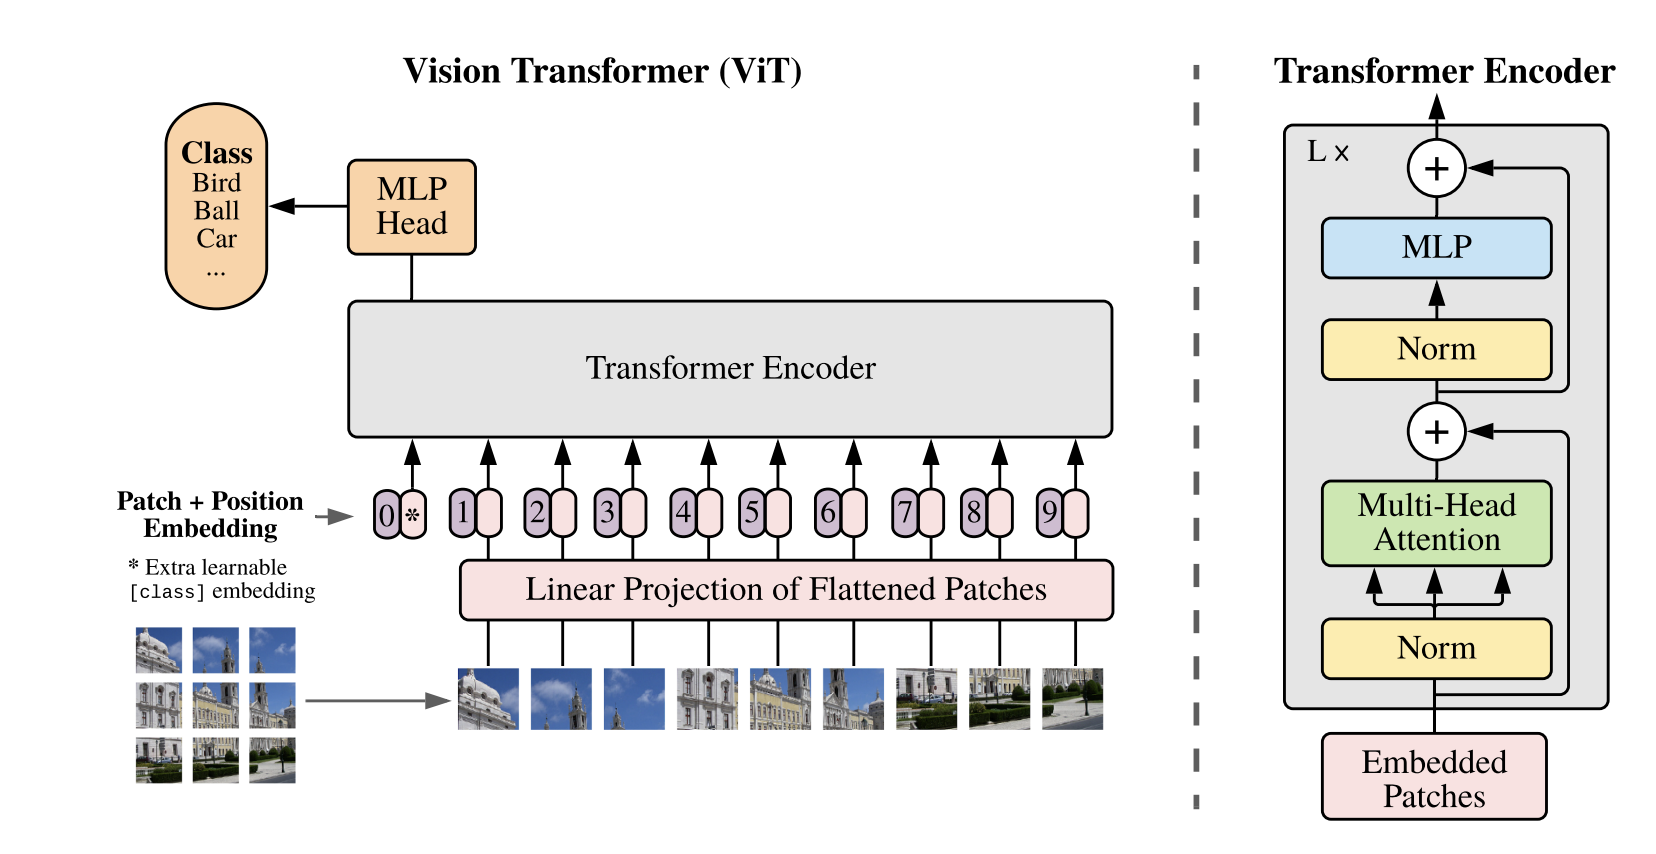 Vision Transformer (ViT)
Class
Bird
Ball
Car
...
MLP
Head
Transformer Encoder
Patch + Position
Embedding
* Extra learnable
[class] embedding
0 * 1 2 3 4 5 6 7 8 9
Linear Projection of Flattened Patches
Transformer Encoder
L ×
+
MLP
Norm
+
Multi-Head
Attention
Norm
Embedded
Patches